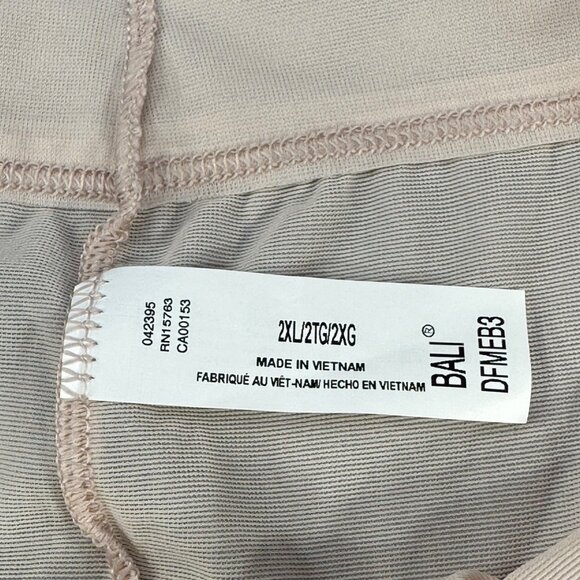 042395
RN15763
CA00153
2XL/2TG/2XG
MADE IN VIETNAM
FABRIQUÉ AU VIÊT-NAM/ HECHO EN VIETNAM
BALI®
DFMEB3